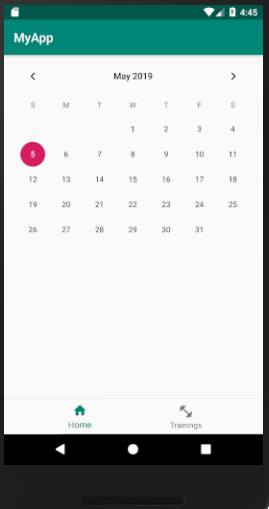 4:45
MyApp
May 2019
S M T W T F S
1 2 3 4
5 6 7 8 9 10 11
12 13 14 15 16 17 18
19 20 21 22 23 24 25
26 27 28 29 30 31
Home Trainings